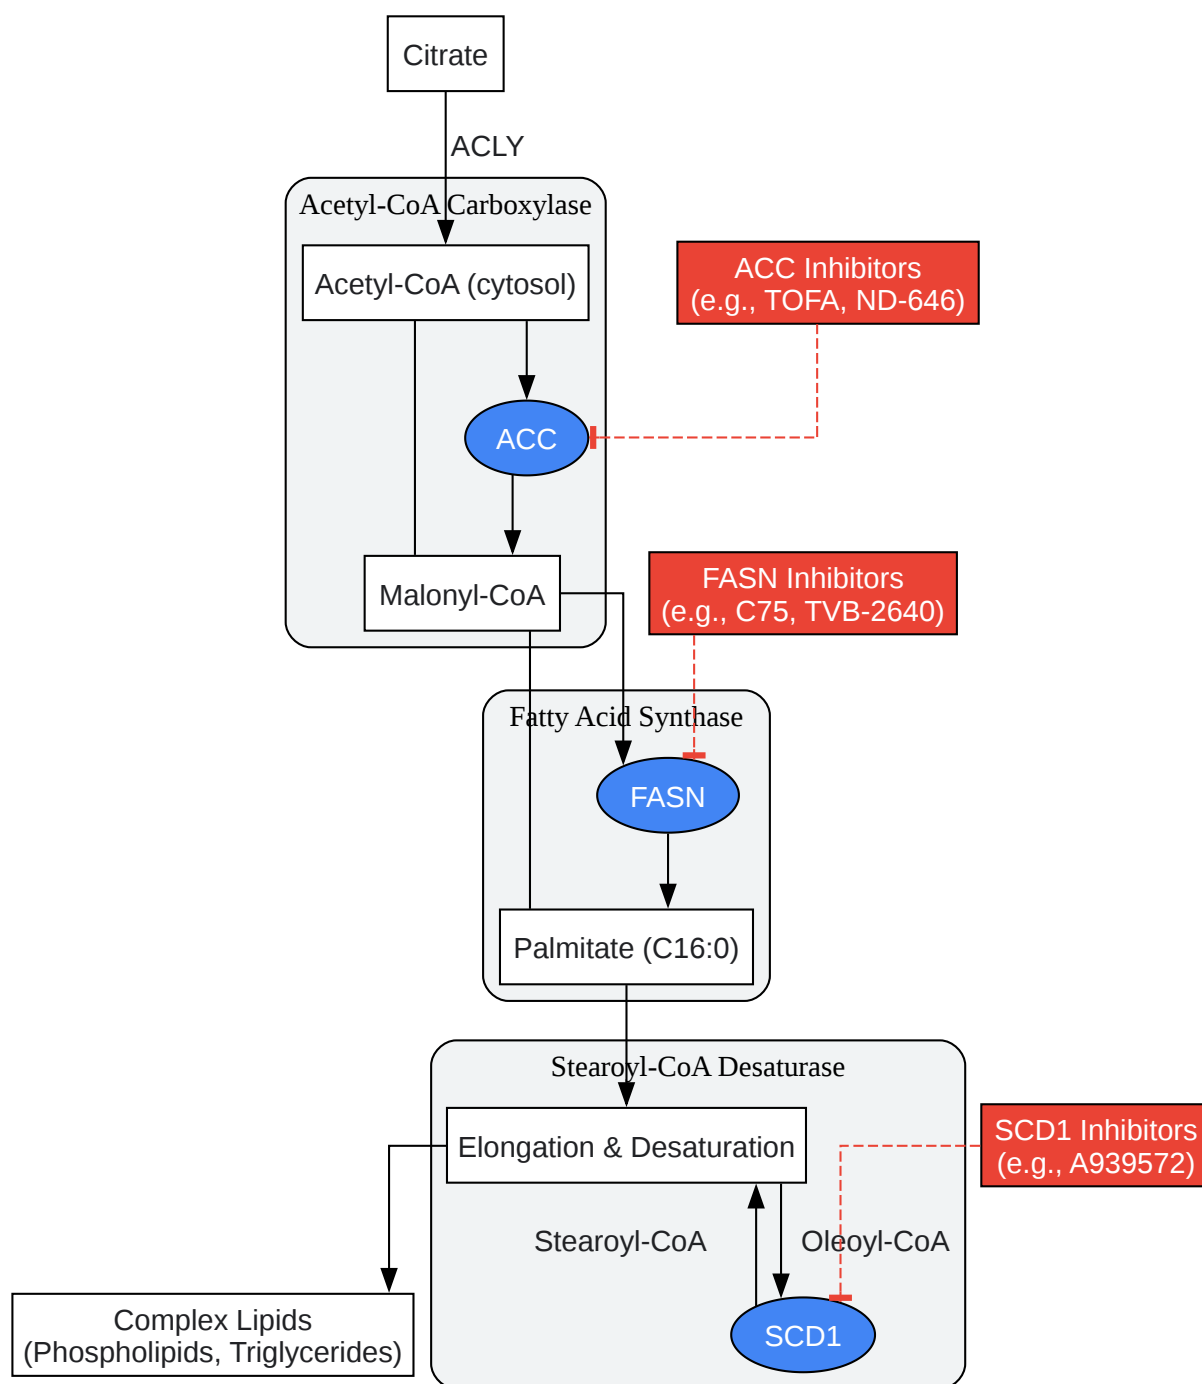 Citrate
ACLY
Acetyl-CoA Carboxylase
Acetyl-CoA (cytosol)
ACC Inhibitors
(e.g., TOFA, ND-646)
ACC
Malonyl-CoA
FASN Inhibitors
(e.g., C75, TVB-2640)
Fatty Acid Synthase
FASN
Palmitate (C16:0)
Stearoyl-CoA Desaturase
Elongation & Desaturation
SCD1 Inhibitors
(e.g., A939572)
Stearoyl-CoA
Oleoyl-CoA
Complex Lipids
(Phospholipids, Triglycerides)
SCD1